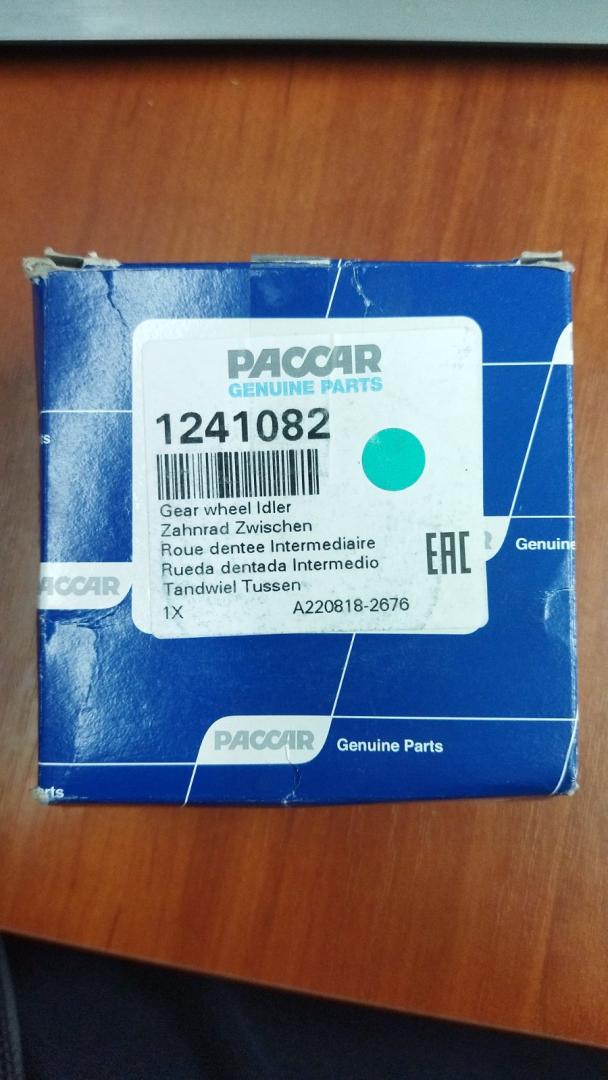 PACCAR
GENUINE PARTS
1241082
Gear wheel Idler
Zahnrad Zwischen
Roue dentee Intermediaire
Rueda dentada Intermedio
Tandwiel Tussen
1X A220818-2676
EAC
Genuine
PACCAR
PACCAR Genuine Parts